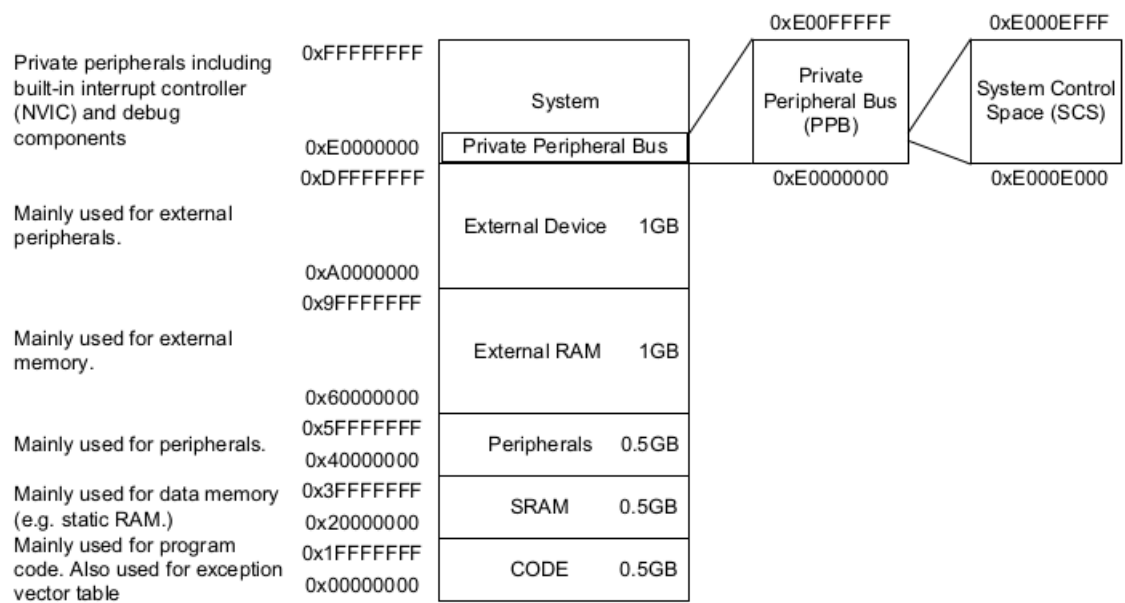 0xE00FFFFF
0xE000EFFF
Private peripherals including
built-in interrupt controller
(NVIC) and debug
components
0xFFFFFFFF
System
Private
Peripheral Bus
(PPB)
System Control
Space (SCS)
0xE0000000
Private Peripheral Bus
0xDFFFFFFF
0xE0000000
0xE000E000
Mainly used for external
peripherals.
External Device 1GB
0xA0000000
0x9FFFFFFF
Mainly used for external
memory.
External RAM 1GB
0x60000000
0x5FFFFFFF
Mainly used for peripherals.
Peripherals 0.5GB
0x40000000
Mainly used for data memory
(e.g. static RAM.)
0x3FFFFFFF
SRAM 0.5GB
0x20000000
Mainly used for program
code. Also used for exception
vector table
0x1FFFFFFF
CODE 0.5GB
0x00000000